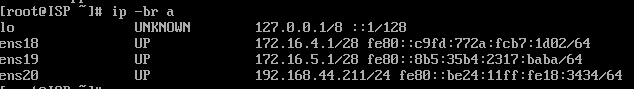 [root@ISP ]# ip -br a
lo UNKNOWN 127.0.0.1/8 ::1/128
ens18 UP 172.16.4.1/28 fe80::c9fd:772a:fcb7:1d02/64
ens19 UP 172.16.5.1/28 fe80::8b5:35b4:2317:baba/64
ens20 UP 192.168.44.211/24 fe80::be24:11ff:fe18:3434/64
[root@ISP ]#